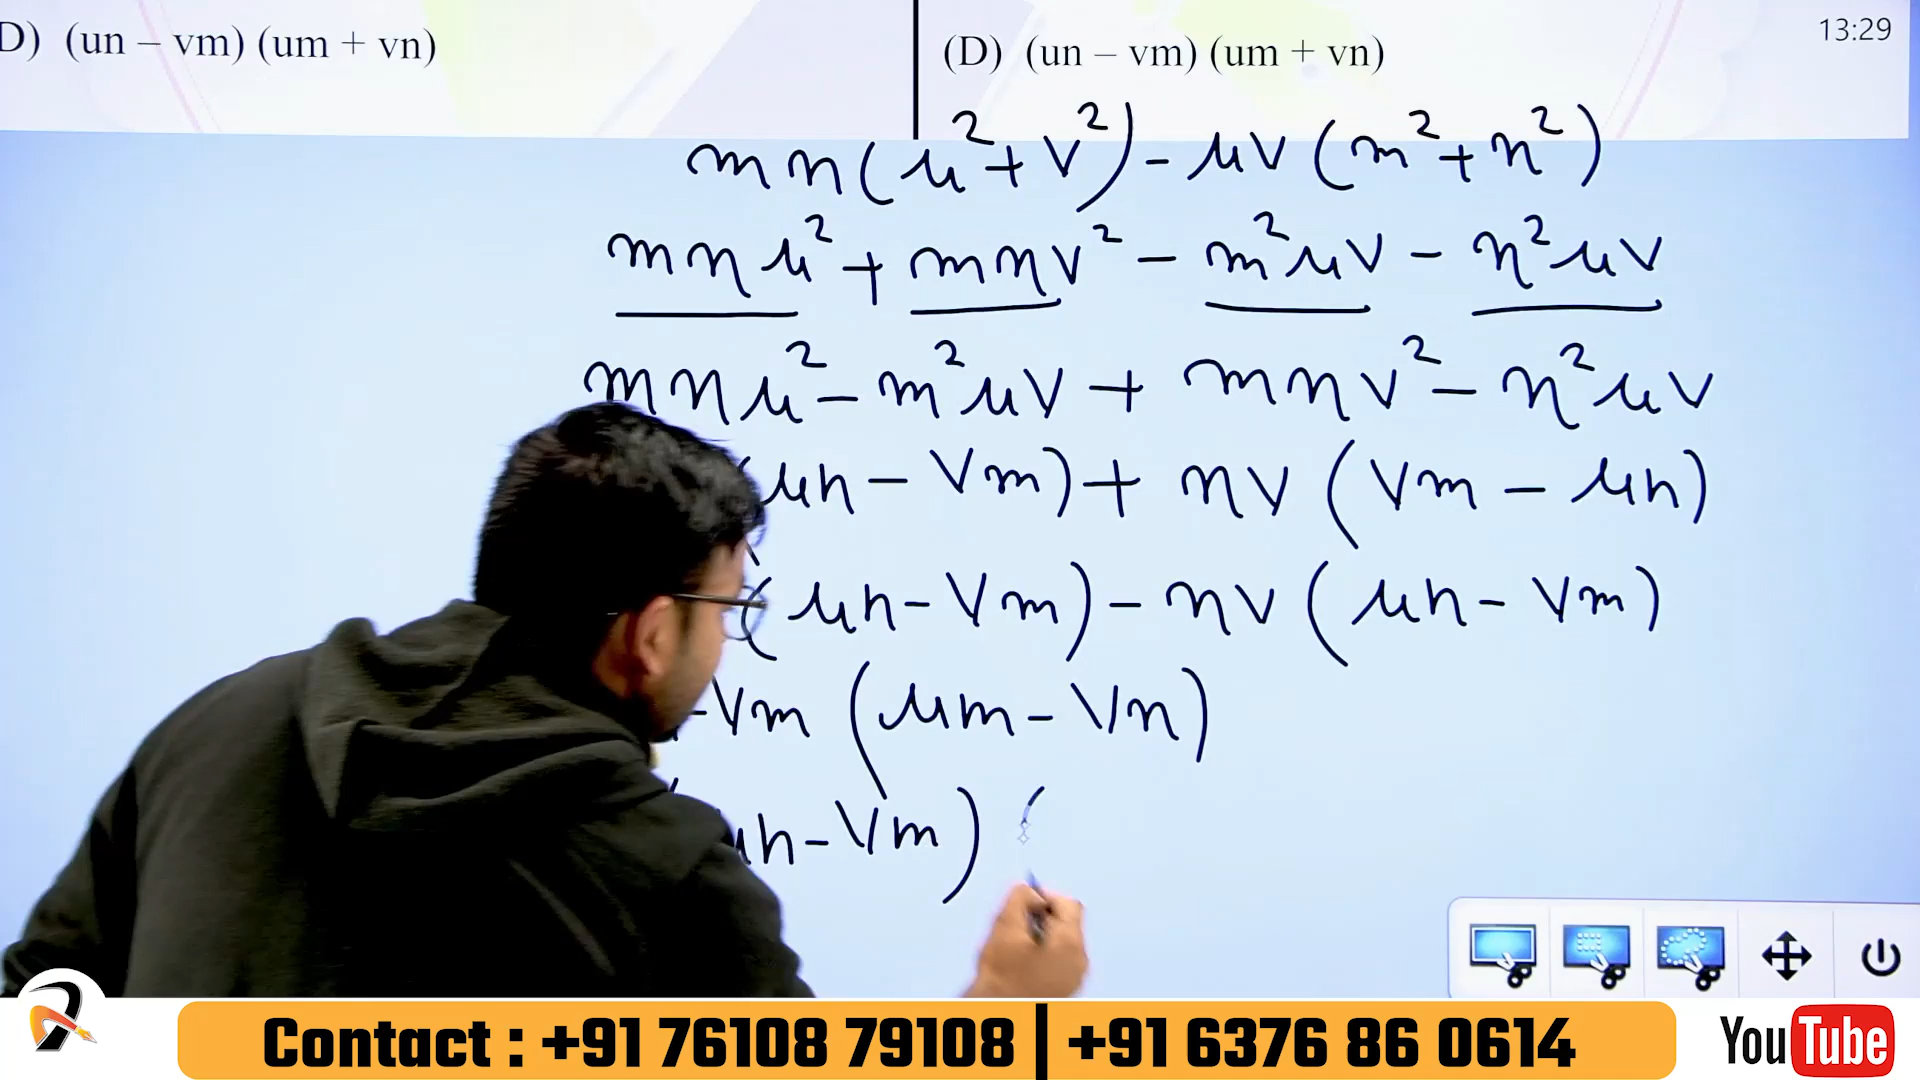 D) (un – vm) (um + vn)
(D) (un – vm) (um + vn)
13:29
mn(u²+v²)-uv(m²+n²)
mnu²+mnv²-m²uv-n²uv
mnu²-m²uv+mnv²-n²uv
(un-vm)+nv(vm-un)
(un-vm)-nv(un-vm)
-vm(um-vn)
un-vm)(
Contact : +91 76108 79108 | +91 6376 86 0614
YouTube